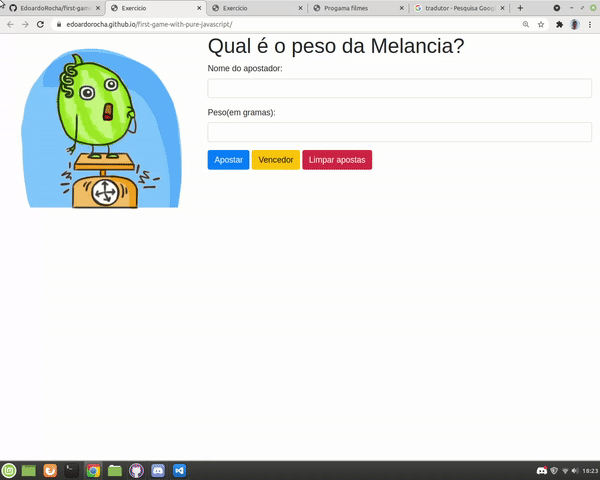 EdoardoRocha/first-game
Exercicio
Exercicio
Progama filmes
tradutor - Pesquisa Goog
edoardorocha.github.io/first-game-with-pure-javascript/
Qual é o peso da Melancia?
Nome do apostador:
Peso(em gramas):
Apostar
Vencedor
Limpar apostas
18:23